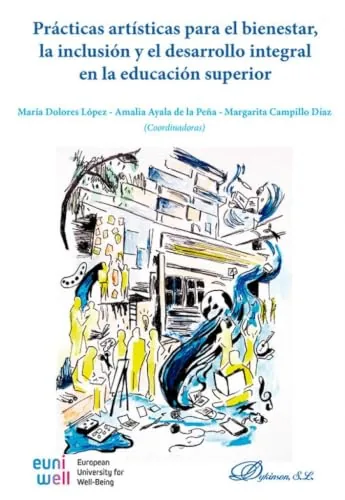 Prácticas artísticas para el bienestar,
la inclusión y el desarrollo integral
en la educación superior
María Dolores López - Amalia Ayala de la Peña - Margarita Campillo Díaz
(Coordinadoras)
euni
well
European
University for
Well-Being
Dykinson, S.L.